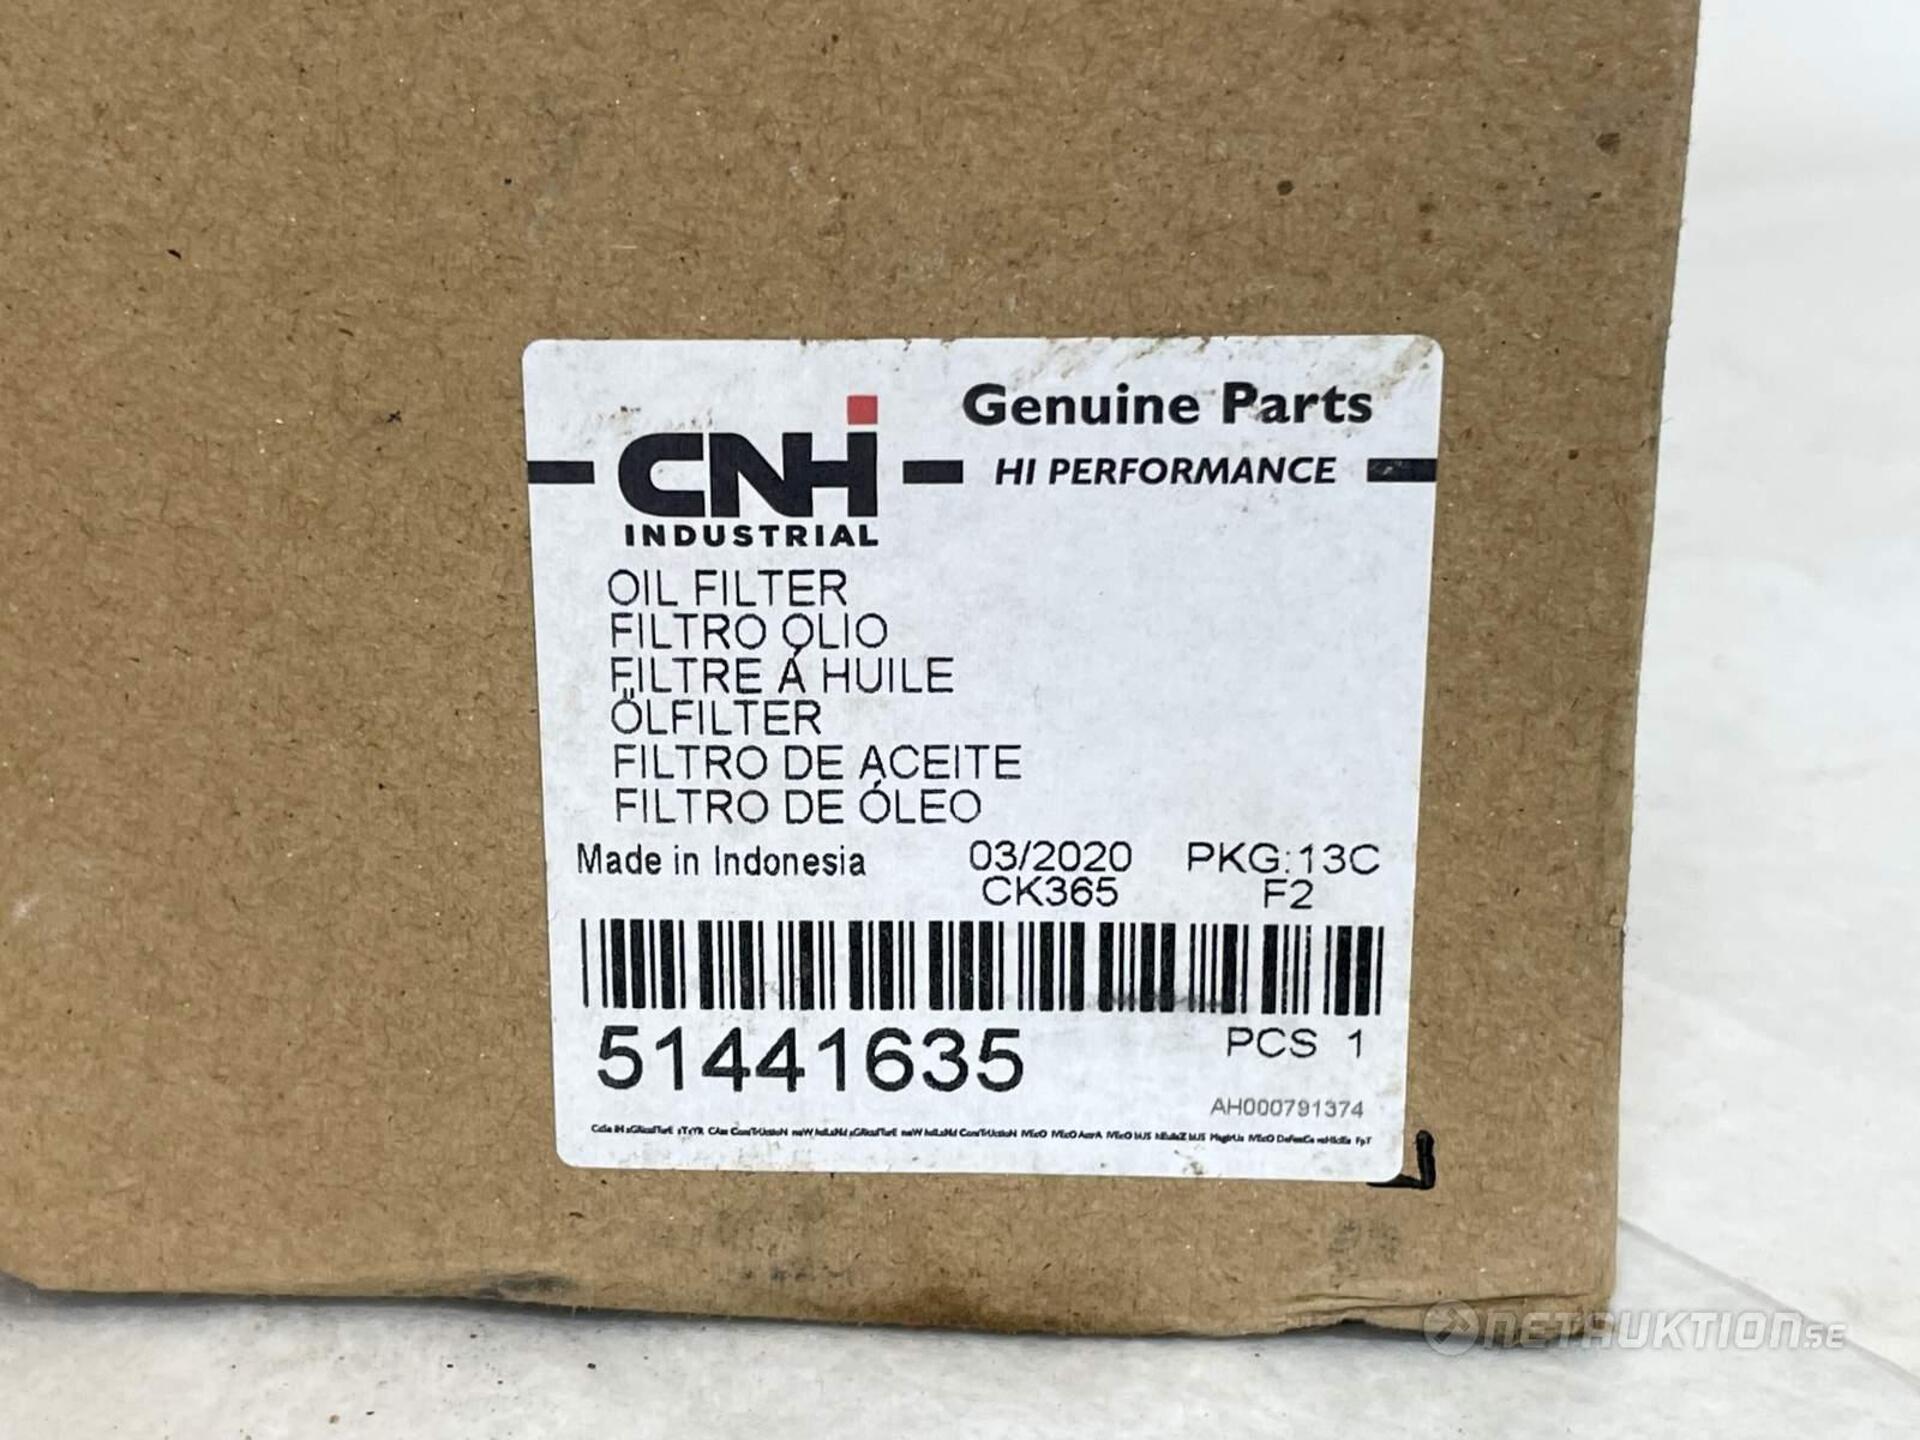 CNH
INDUSTRIAL
Genuine Parts
HI PERFORMANCE
OIL FILTER
FILTRO OLIO
FILTRE À HUILE
ÖLFILTER
FILTRO DE ACEITE
FILTRO DE ÓLEO
Made in Indonesia 03/2020 PKG:13C
CK365 F2
51441635 PCS 1
AH000791374
NETRUKTION.SE